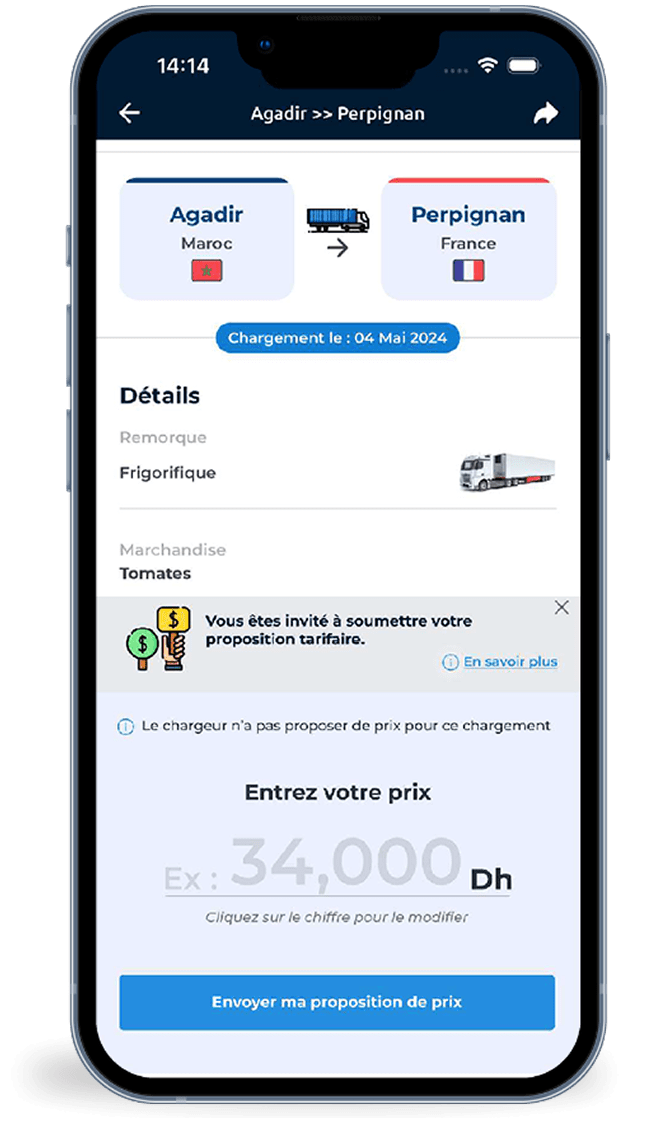 14:14
Agadir >> Perpignan
Agadir
Maroc
Perpignan
France
Chargement le : 04 Mai 2024
Détails
Remorque
Frigorifique
Marchandise
Tomates
$
$
Vous êtes invité à soumettre votre
proposition tarifaire.
En savoir plus
Le chargeur n'a pas proposer de prix pour ce chargement
Entrez votre prix
Ex : 34,000 Dh
Cliquez sur le chiffre pour le modifier
Envoyer ma proposition de prix